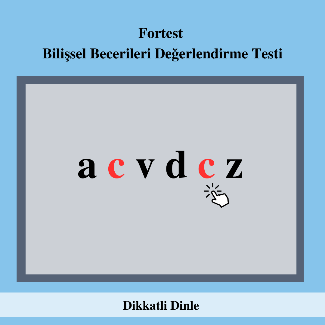 Fortest
Bilişsel Becerileri Değerlendirme Testi
a c v d c z
Dikkatli Dinle